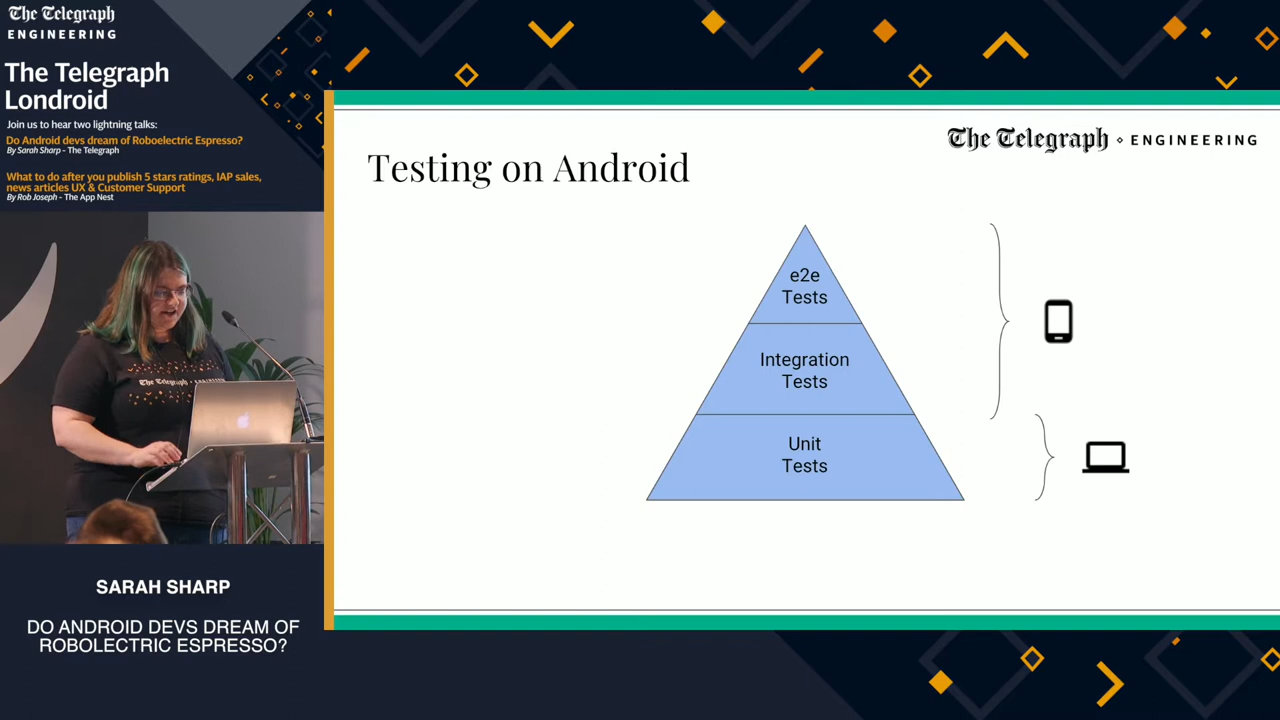 The Telegraph
ENGINEERING
The Telegraph
Londroid
Join us to hear two lightning talks:
Do Android devs dream of Roboelectric Espresso?
By Sarah Sharp - The Telegraph
What to do after you publish 5 stars ratings, IAP sales,
news articles UX & Customer Support
By Rob Joseph - The App Nest
The Telegraph
SARAH SHARP
DO ANDROID DEVS DREAM OF
ROBOLECTRIC ESPRESSO?
The Telegraph ENGINEERING
Testing on Android
e2e
Tests
Integration
Tests
Unit
Tests